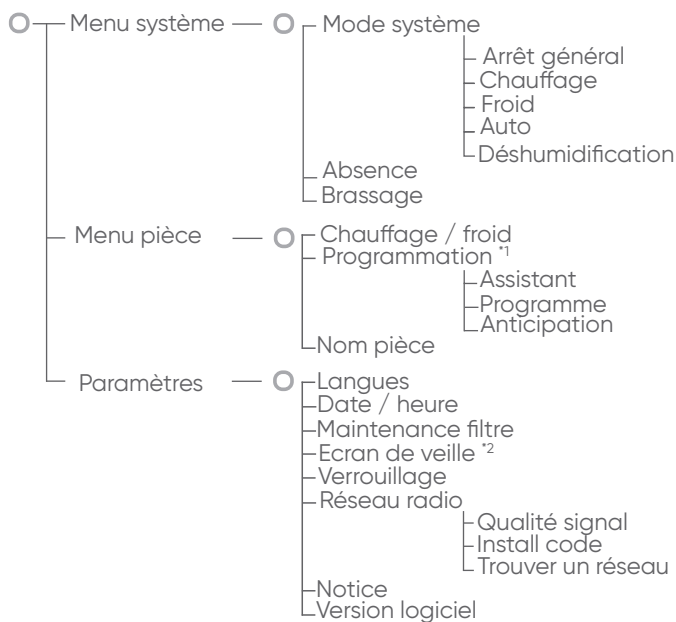 Menu système
Mode système
Arrêt général
Chauffage
Froid
Auto
Déshumidification
Absence
Brassage
Menu pièce
Chauffage / froid
Programmation *1
Assistant
Programme
Anticipation
Nom pièce
Paramètres
Langues
Date / heure
Maintenance filtre
Ecran de veille *2
Verrouillage
Réseau radio
Qualité signal
Install code
Trouver un réseau
Notice
Version logiciel